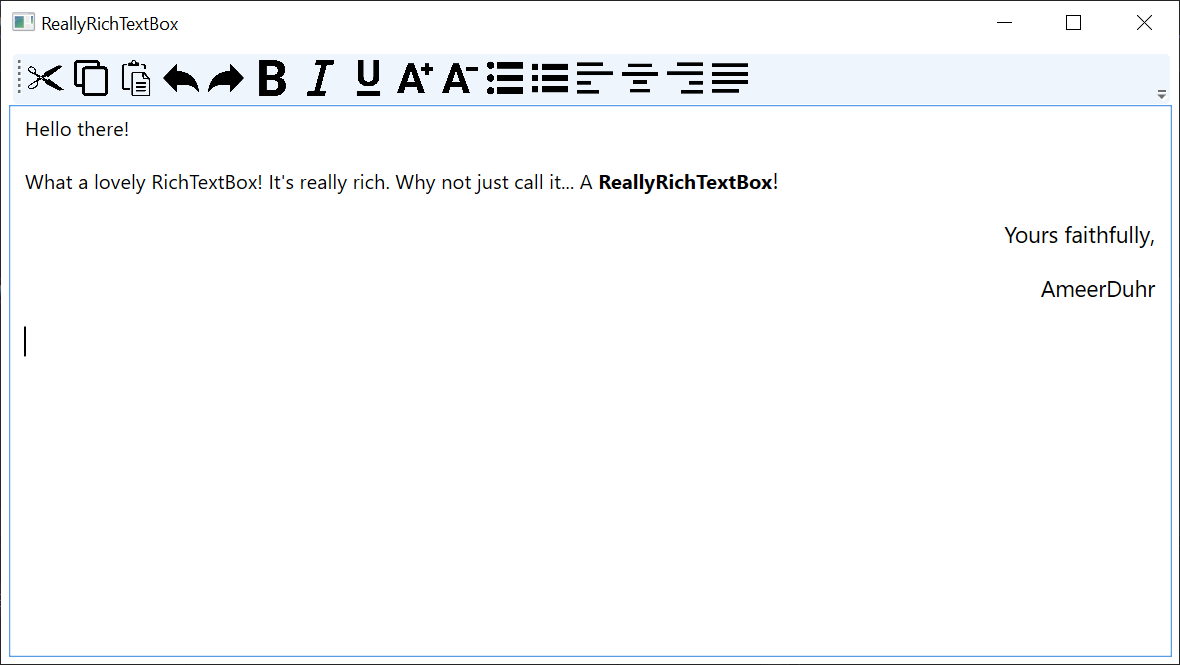 ReallyRichTextBox
B I U A+ A-
Hello there!
What a lovely RichTextBox! It's really rich. Why not just call it... A ReallyRichTextBox!
Yours faithfully,
AmeerDuhr